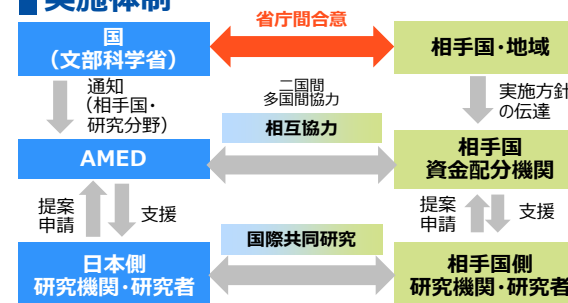 ■実施体制
省庁間合意
国
（文部科学省）
相手国・地域
通知
（相手国・
研究分野）
二国間
多国間協力
実施方針
の伝達
相互協力
AMED
相手国
資金配分機関
提案
申請
支援
提案
申請
支援
国際共同研究
日本側
研究機関・研究者
相手国側
研究機関・研究者